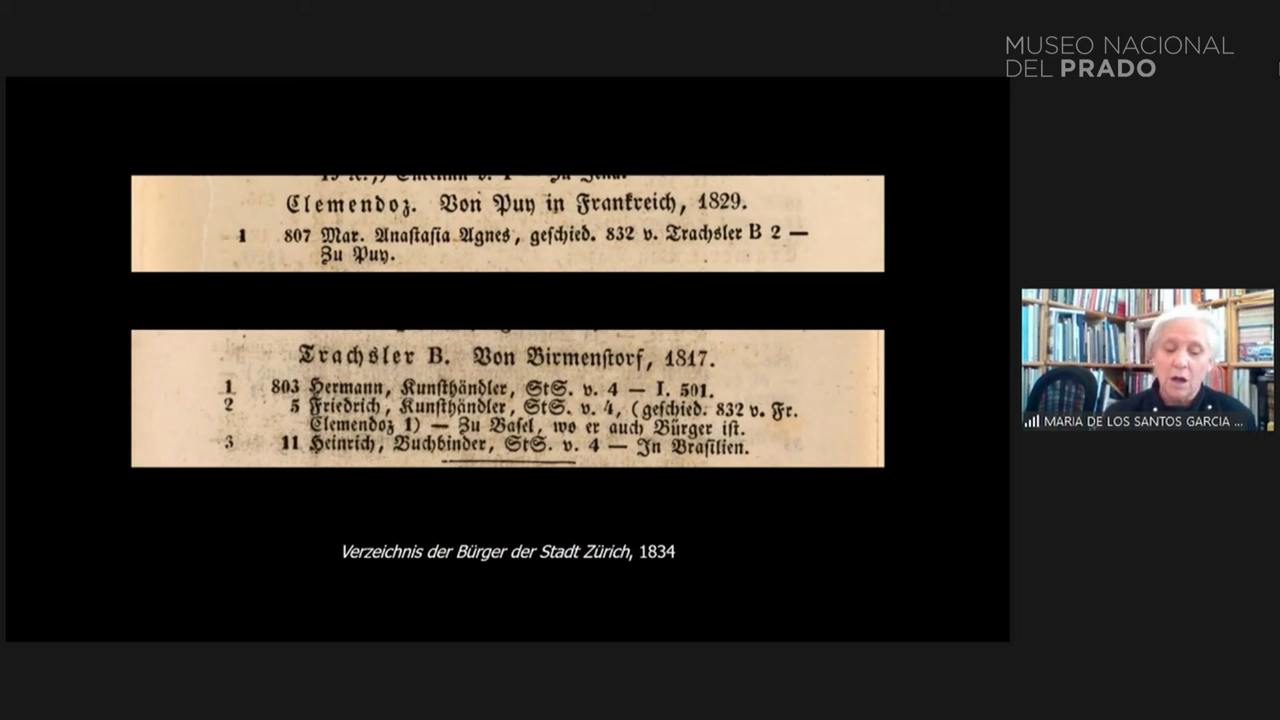 MUSEO NACIONAL
DEL PRADO
Clemendoz. Von Puy in Frankreich, 1829.
1 807 Mar. Anastasia Agnes, geschied. 832 v. Trachsler B 2 —
Zu Puy.
Trachsler B. Von Birmenstorf, 1817.
1 803 Hermann, Kunsthändler, StS. v. 4 — I. 501.
2 5 Friedrich, Kunsthändler, StS. v. 4, (geschied. 832 v. Fr.
Clemendoz 1) — Zu Basel, wo er auch Bürger ist.
3 11 Heinrich, Buchbinder, StS. v. 4 — In Brasilien.
Verzeichnis der Bürger der Stadt Zürich, 1834
MARIA DE LOS SANTOS GARCIA ...